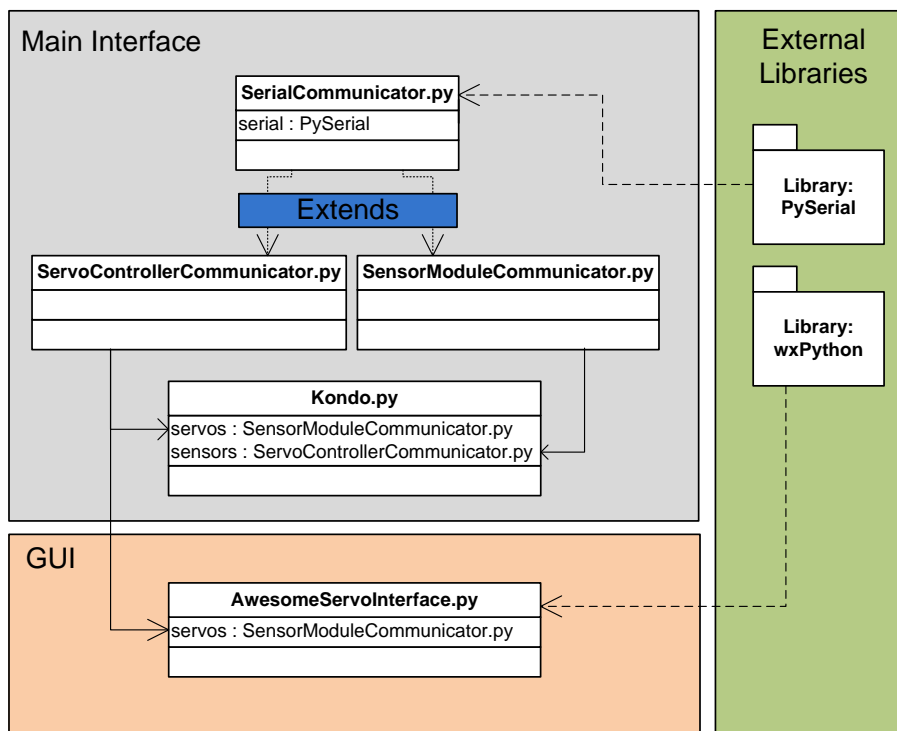 Main Interface
SerialCommunicator.py
serial : PySerial
Extends
ServoControllerCommunicator.py
SensorModuleCommunicator.py
Kondo.py
servos : SensorModuleCommunicator.py
sensors : ServoControllerCommunicator.py
GUI
AwesomeServoInterface.py
servos : SensorModuleCommunicator.py
External
Libraries
Library:
PySerial
Library:
wxPython